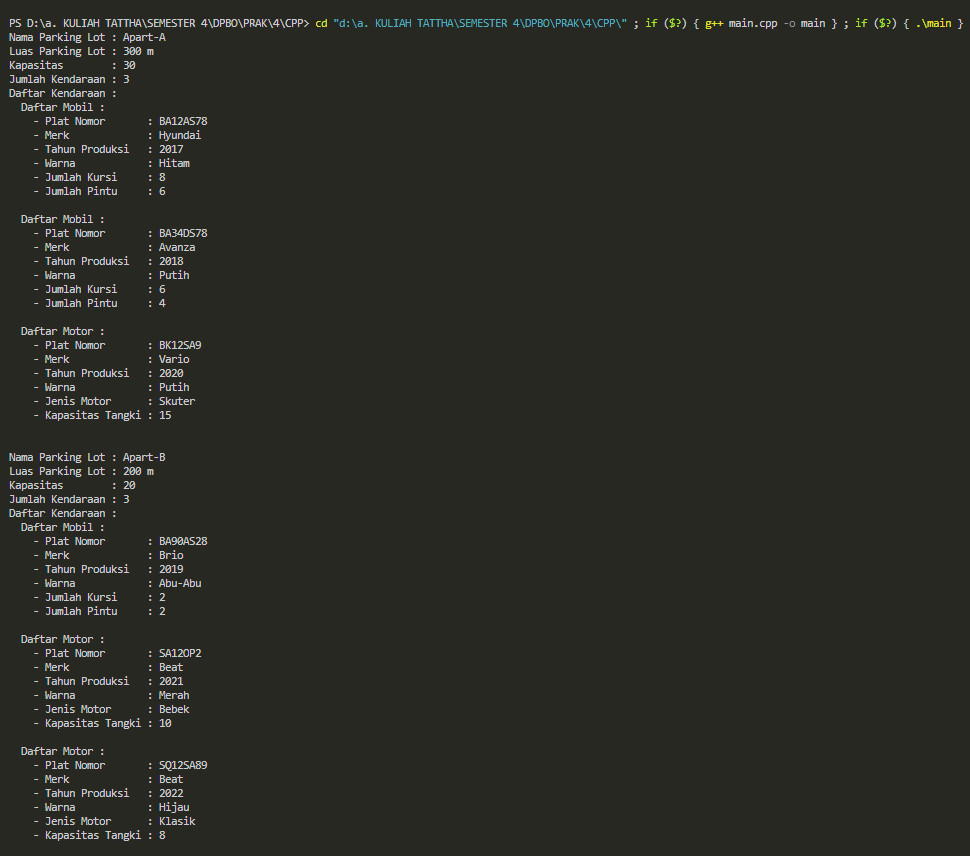 PS D:\a. KULIAH TATTHA\SEMESTER 4\DPBO\PRAK\4\CPP> cd "d:\a. KULIAH TATTHA\SEMESTER 4\DPBO\PRAK\4\CPP\" ; if ($?) { g++ main.cpp -o main } ; if ($?) { .\main }
Nama Parking Lot : Apart-A
Luas Parking Lot : 300 m
Kapasitas        : 30
Jumlah Kendaraan : 3
Daftar Kendaraan :
  Daftar Mobil :
    - Plat Nomor       : BA12AS78
    - Merk             : Hyundai
    - Tahun Produksi   : 2017
    - Warna            : Hitam
    - Jumlah Kursi     : 8
    - Jumlah Pintu     : 6

  Daftar Mobil :
    - Plat Nomor       : BA34DS78
    - Merk             : Avanza
    - Tahun Produksi   : 2018
    - Warna            : Putih
    - Jumlah Kursi     : 6
    - Jumlah Pintu     : 4

  Daftar Motor :
    - Plat Nomor       : BK12SA9
    - Merk             : Vario
    - Tahun Produksi   : 2020
    - Warna            : Putih
    - Jenis Motor      : Skuter
    - Kapasitas Tangki : 15

Nama Parking Lot : Apart-B
Luas Parking Lot : 200 m
Kapasitas        : 20
Jumlah Kendaraan : 3
Daftar Kendaraan :
  Daftar Mobil :
    - Plat Nomor       : BA90AS28
    - Merk             : Brio
    - Tahun Produksi   : 2019
    - Warna            : Abu-Abu
    - Jumlah Kursi     : 2
    - Jumlah Pintu     : 2

  Daftar Motor :
    - Plat Nomor       : SA12OP2
    - Merk             : Beat
    - Tahun Produksi   : 2021
    - Warna            : Merah
    - Jenis Motor      : Bebek
    - Kapasitas Tangki : 10

  Daftar Motor :
    - Plat Nomor       : SQ12SA89
    - Merk             : Beat
    - Tahun Produksi   : 2022
    - Warna            : Hijau
    - Jenis Motor      : Klasik
    - Kapasitas Tangki : 8